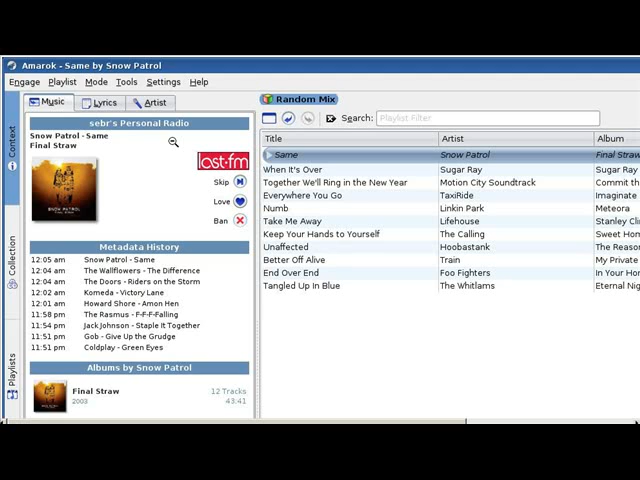 Amarok - Same by Snow Patrol
Engage Playlist Mode Tools Settings Help
Context
Collection
Playlists
Music Lyrics Artist
sebr's Personal Radio
Snow Patrol - Same
Final Straw
last.fm
Skip
Love
Ban
Metadata History
12:05 am Snow Patrol - Same
12:04 am The Wallflowers - The Difference
12:04 am The Doors - Riders on the Storm
12:02 am Komeda - Victory Lane
12:01 am Howard Shore - Amon Hen
11:58 pm The Rasmus - F-F-F-Falling
11:54 pm Jack Johnson - Staple It Together
11:51 pm Gob - Give Up the Grudge
11:51 pm Coldplay - Green Eyes
Albums by Snow Patrol
Final Straw 12 Tracks
2003 43:41
Random Mix
Search: Playlist Filter
Title Artist Album
Same Snow Patrol Final Straw
When It's Over Sugar Ray Sugar Ray
Together We'll Ring in the New Year Motion City Soundtrack Commit th
Everywhere You Go TaxiRide Imaginate
Numb Linkin Park Meteora
Take Me Away Lifehouse Stanley Cli
Keep Your Hands to Yourself The Calling Sweet Hom
Unaffected Hoobastank The Reason
Better Off Alive Train My Private
End Over End Foo Fighters In Your Hon
Tangled Up In Blue The Whitlams Eternal Nig